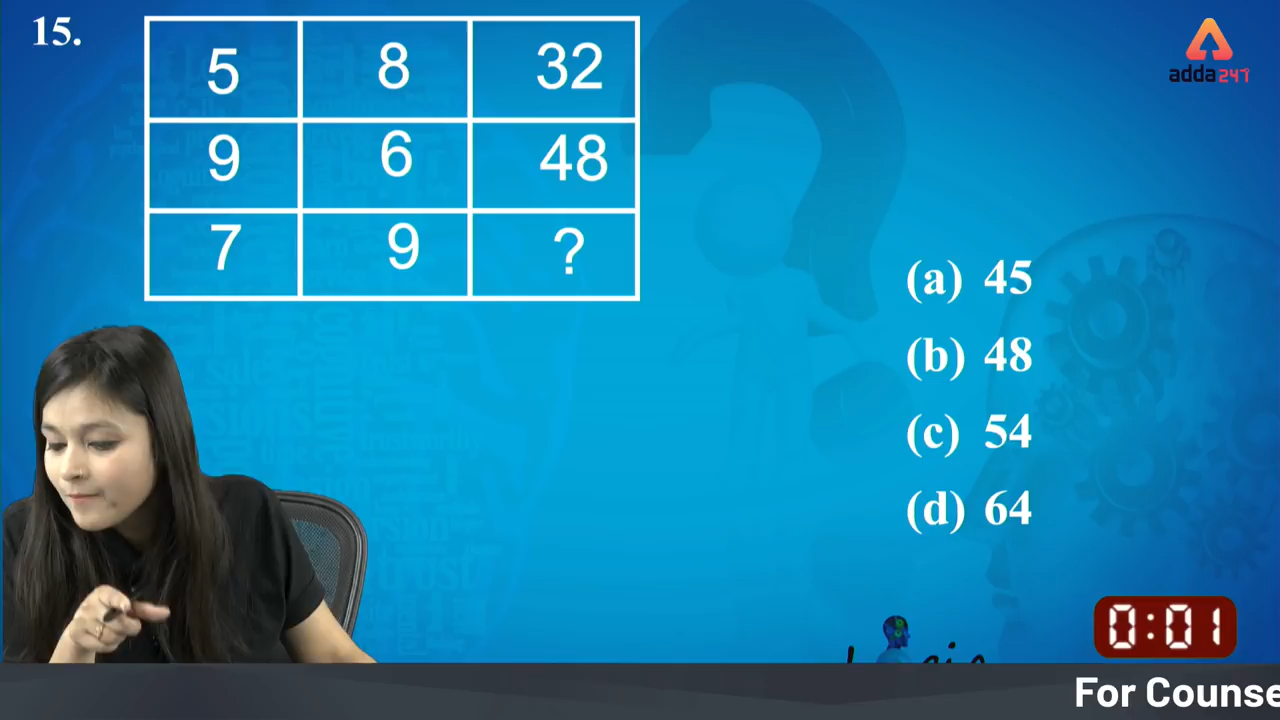 15.
5 8 32
9 6 48
7 9 ?
adda247
(a) 45
(b) 48
(c) 54
(d) 64
0:01
For Counse